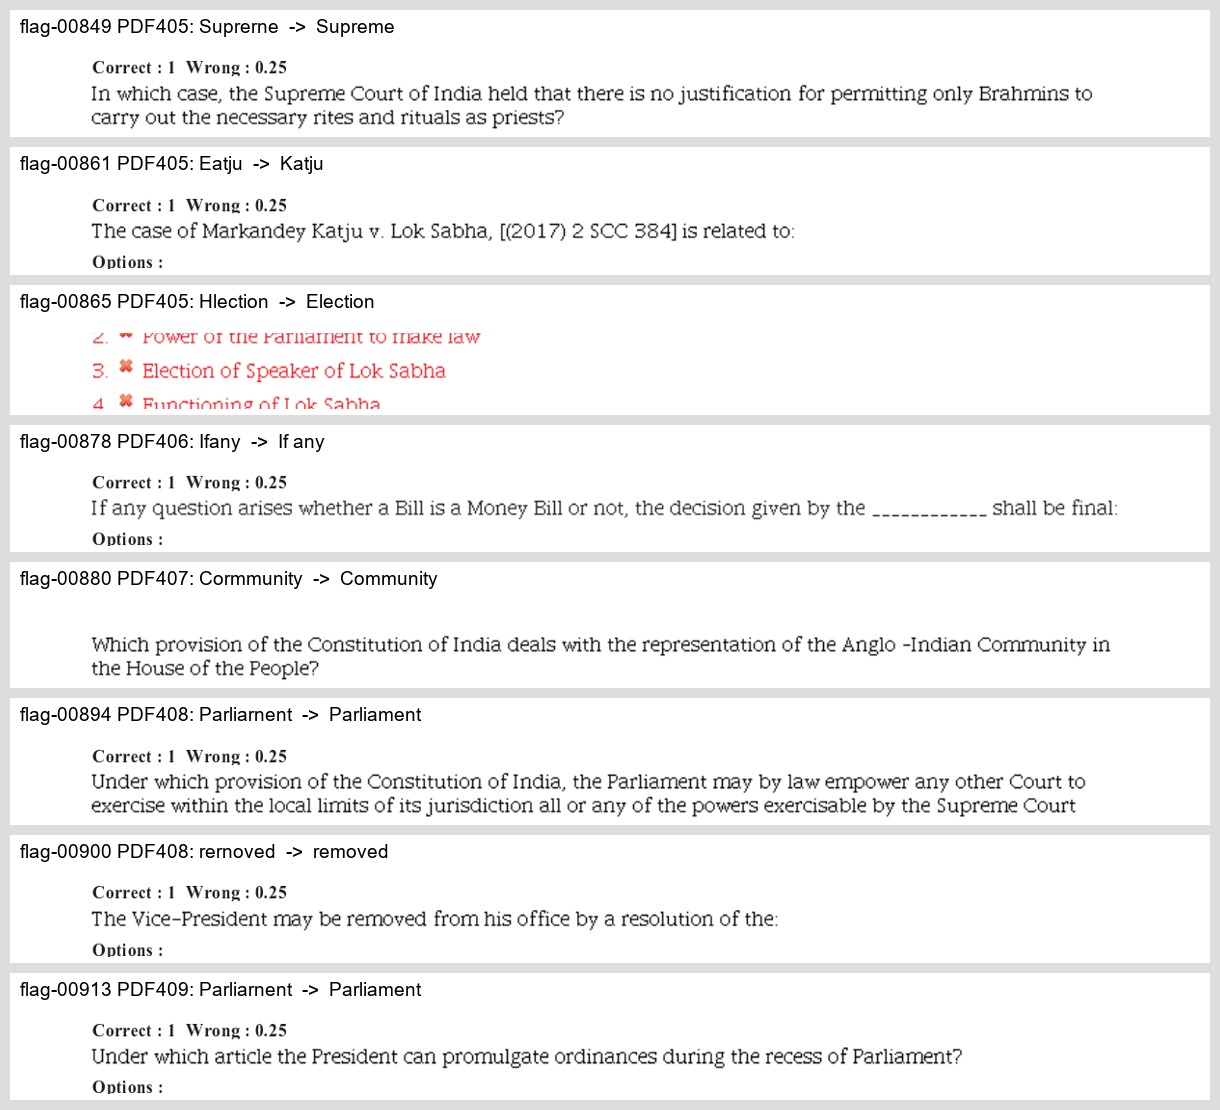 flag-00849 PDF405: Suprerne -> Supreme
Correct : 1 Wrong : 0.25
In which case, the Supreme Court of India held that there is no justification for permitting only Brahmins to
carry out the necessary rites and rituals as priests?
flag-00861 PDF405: Eatju -> Katju
Correct : 1 Wrong : 0.25
The case of Markandey Katju v. Lok Sabha, [(2017) 2 SCC 384] is related to:
Options :
flag-00865 PDF405: Hlection -> Election
2. ✖ Power of the Parliament to make law
3. ✖ Election of Speaker of Lok Sabha
4. ✖ Functioning of Lok Sabha
flag-00878 PDF406: Ifany -> If any
Correct : 1 Wrong : 0.25
If any question arises whether a Bill is a Money Bill or not, the decision given by the ____________ shall be final:
Options :
flag-00880 PDF407: Cormmunity -> Community
Which provision of the Constitution of India deals with the representation of the Anglo -Indian Community in
the House of the People?
flag-00894 PDF408: Parliarnent -> Parliament
Correct : 1 Wrong : 0.25
Under which provision of the Constitution of India, the Parliament may by law empower any other Court to
exercise within the local limits of its jurisdiction all or any of the powers exercisable by the Supreme Court
flag-00900 PDF408: rernoved -> removed
Correct : 1 Wrong : 0.25
The Vice-President may be removed from his office by a resolution of the:
Options :
flag-00913 PDF409: Parliarnent -> Parliament
Correct : 1 Wrong : 0.25
Under which article the President can promulgate ordinances during the recess of Parliament?
Options :